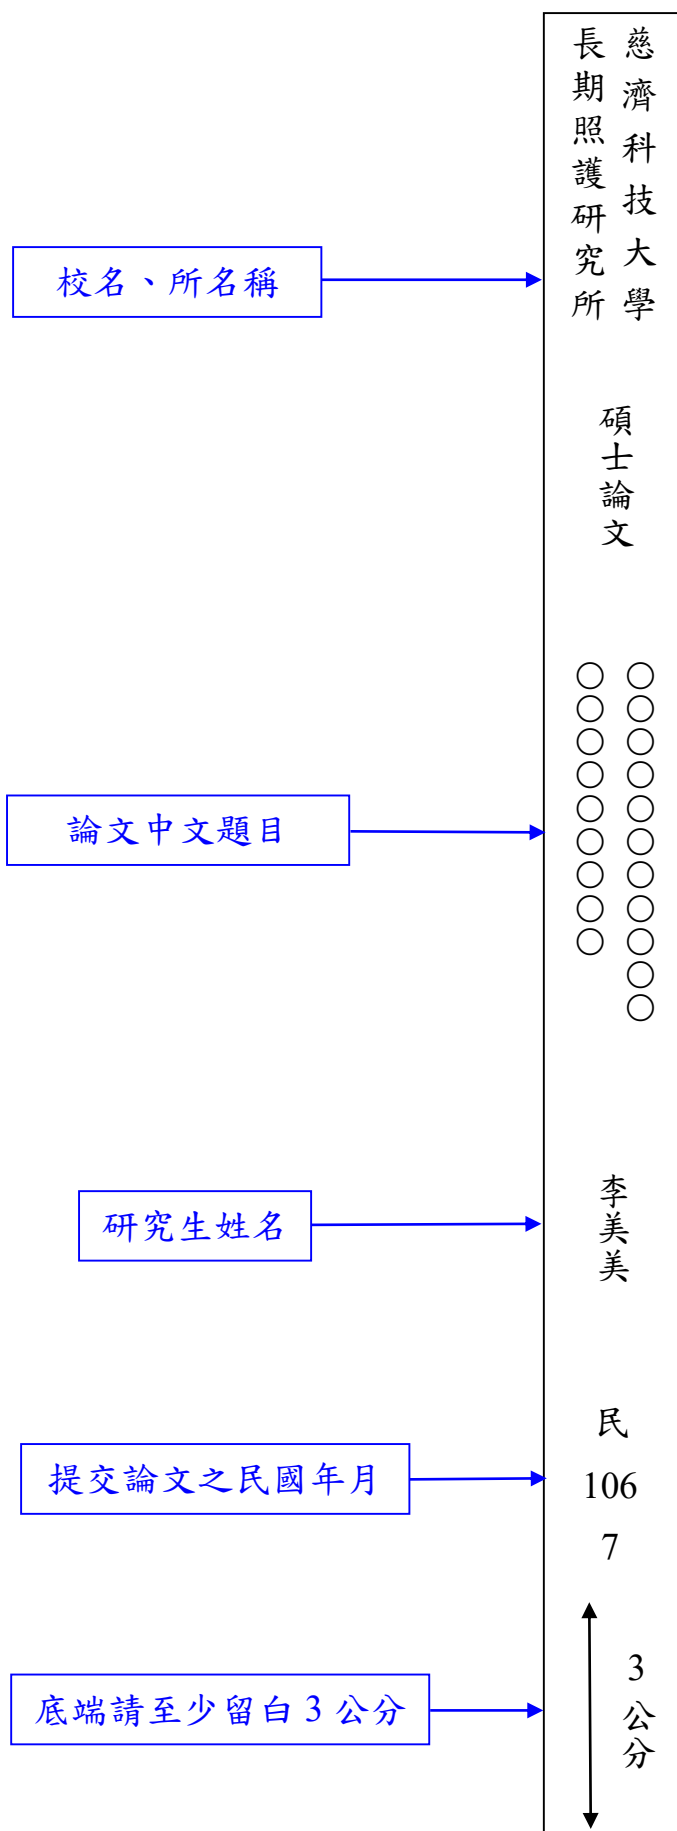 慈濟科技大學
長期照護研究所
校名、所名稱
碩士論文
論文中文題目
○○○○○○○○○○○
○○○○○○○○○
研究生姓名
李美美
提交論文之民國年月
民
106
7
底端請至少留白 3 公分
3公分